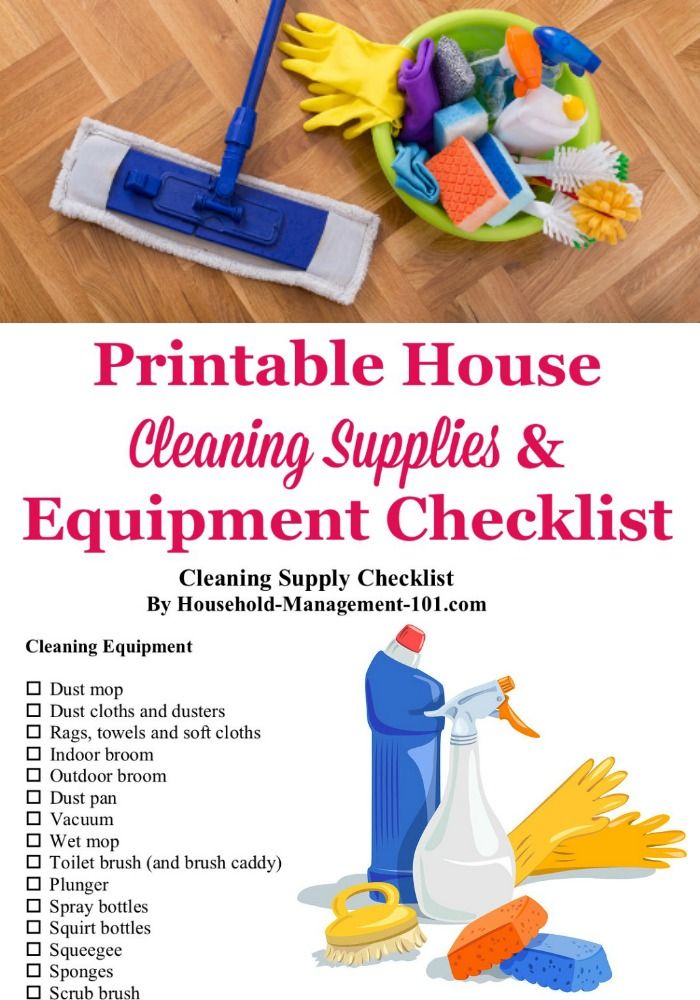 Printable House
Cleaning Supplies &
Equipment Checklist
Cleaning Supply Checklist
By Household-Management-101.com
Cleaning Equipment
☐ Dust mop
☐ Dust cloths and dusters
☐ Rags, towels and soft cloths
☐ Indoor broom
☐ Outdoor broom
☐ Dust pan
☐ Vacuum
☐ Wet mop
☐ Toilet brush (and brush caddy)
☐ Plunger
☐ Spray bottles
☐ Squirt bottles
☐ Squeegee
☐ Sponges
☐ Scrub brush